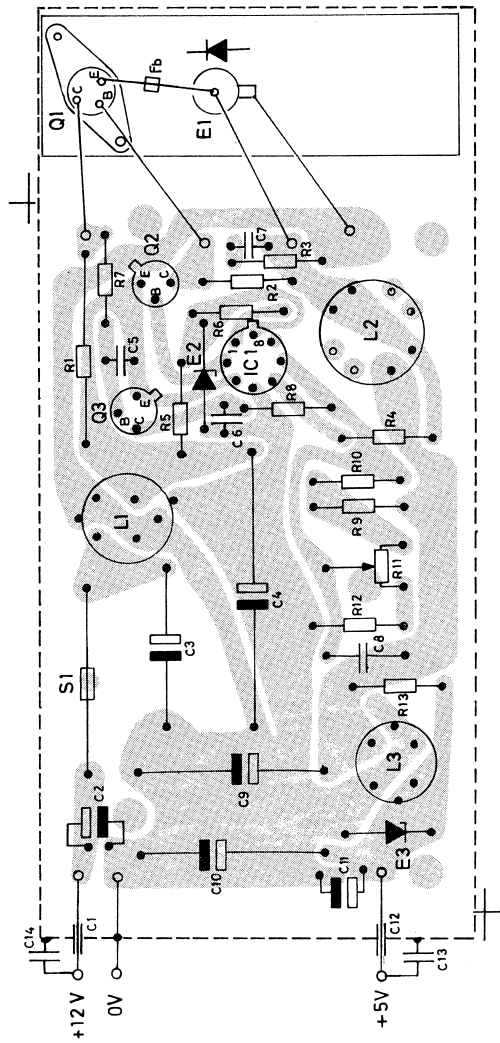 Q1
C
E
B
Fb
E1
R1
R7
Q2
E
B
C
C7
R3
R2
C5
R6
E2
1
IC1
8
Q3
B
C
E
R5
C6
R8
L2
R4
L1
R10
R9
R11
C4
R12
C8
S1
C3
R13
L3
C9
C2
C10
E3
C11
C14
C1
C12
C13
+12V
0V
+5V